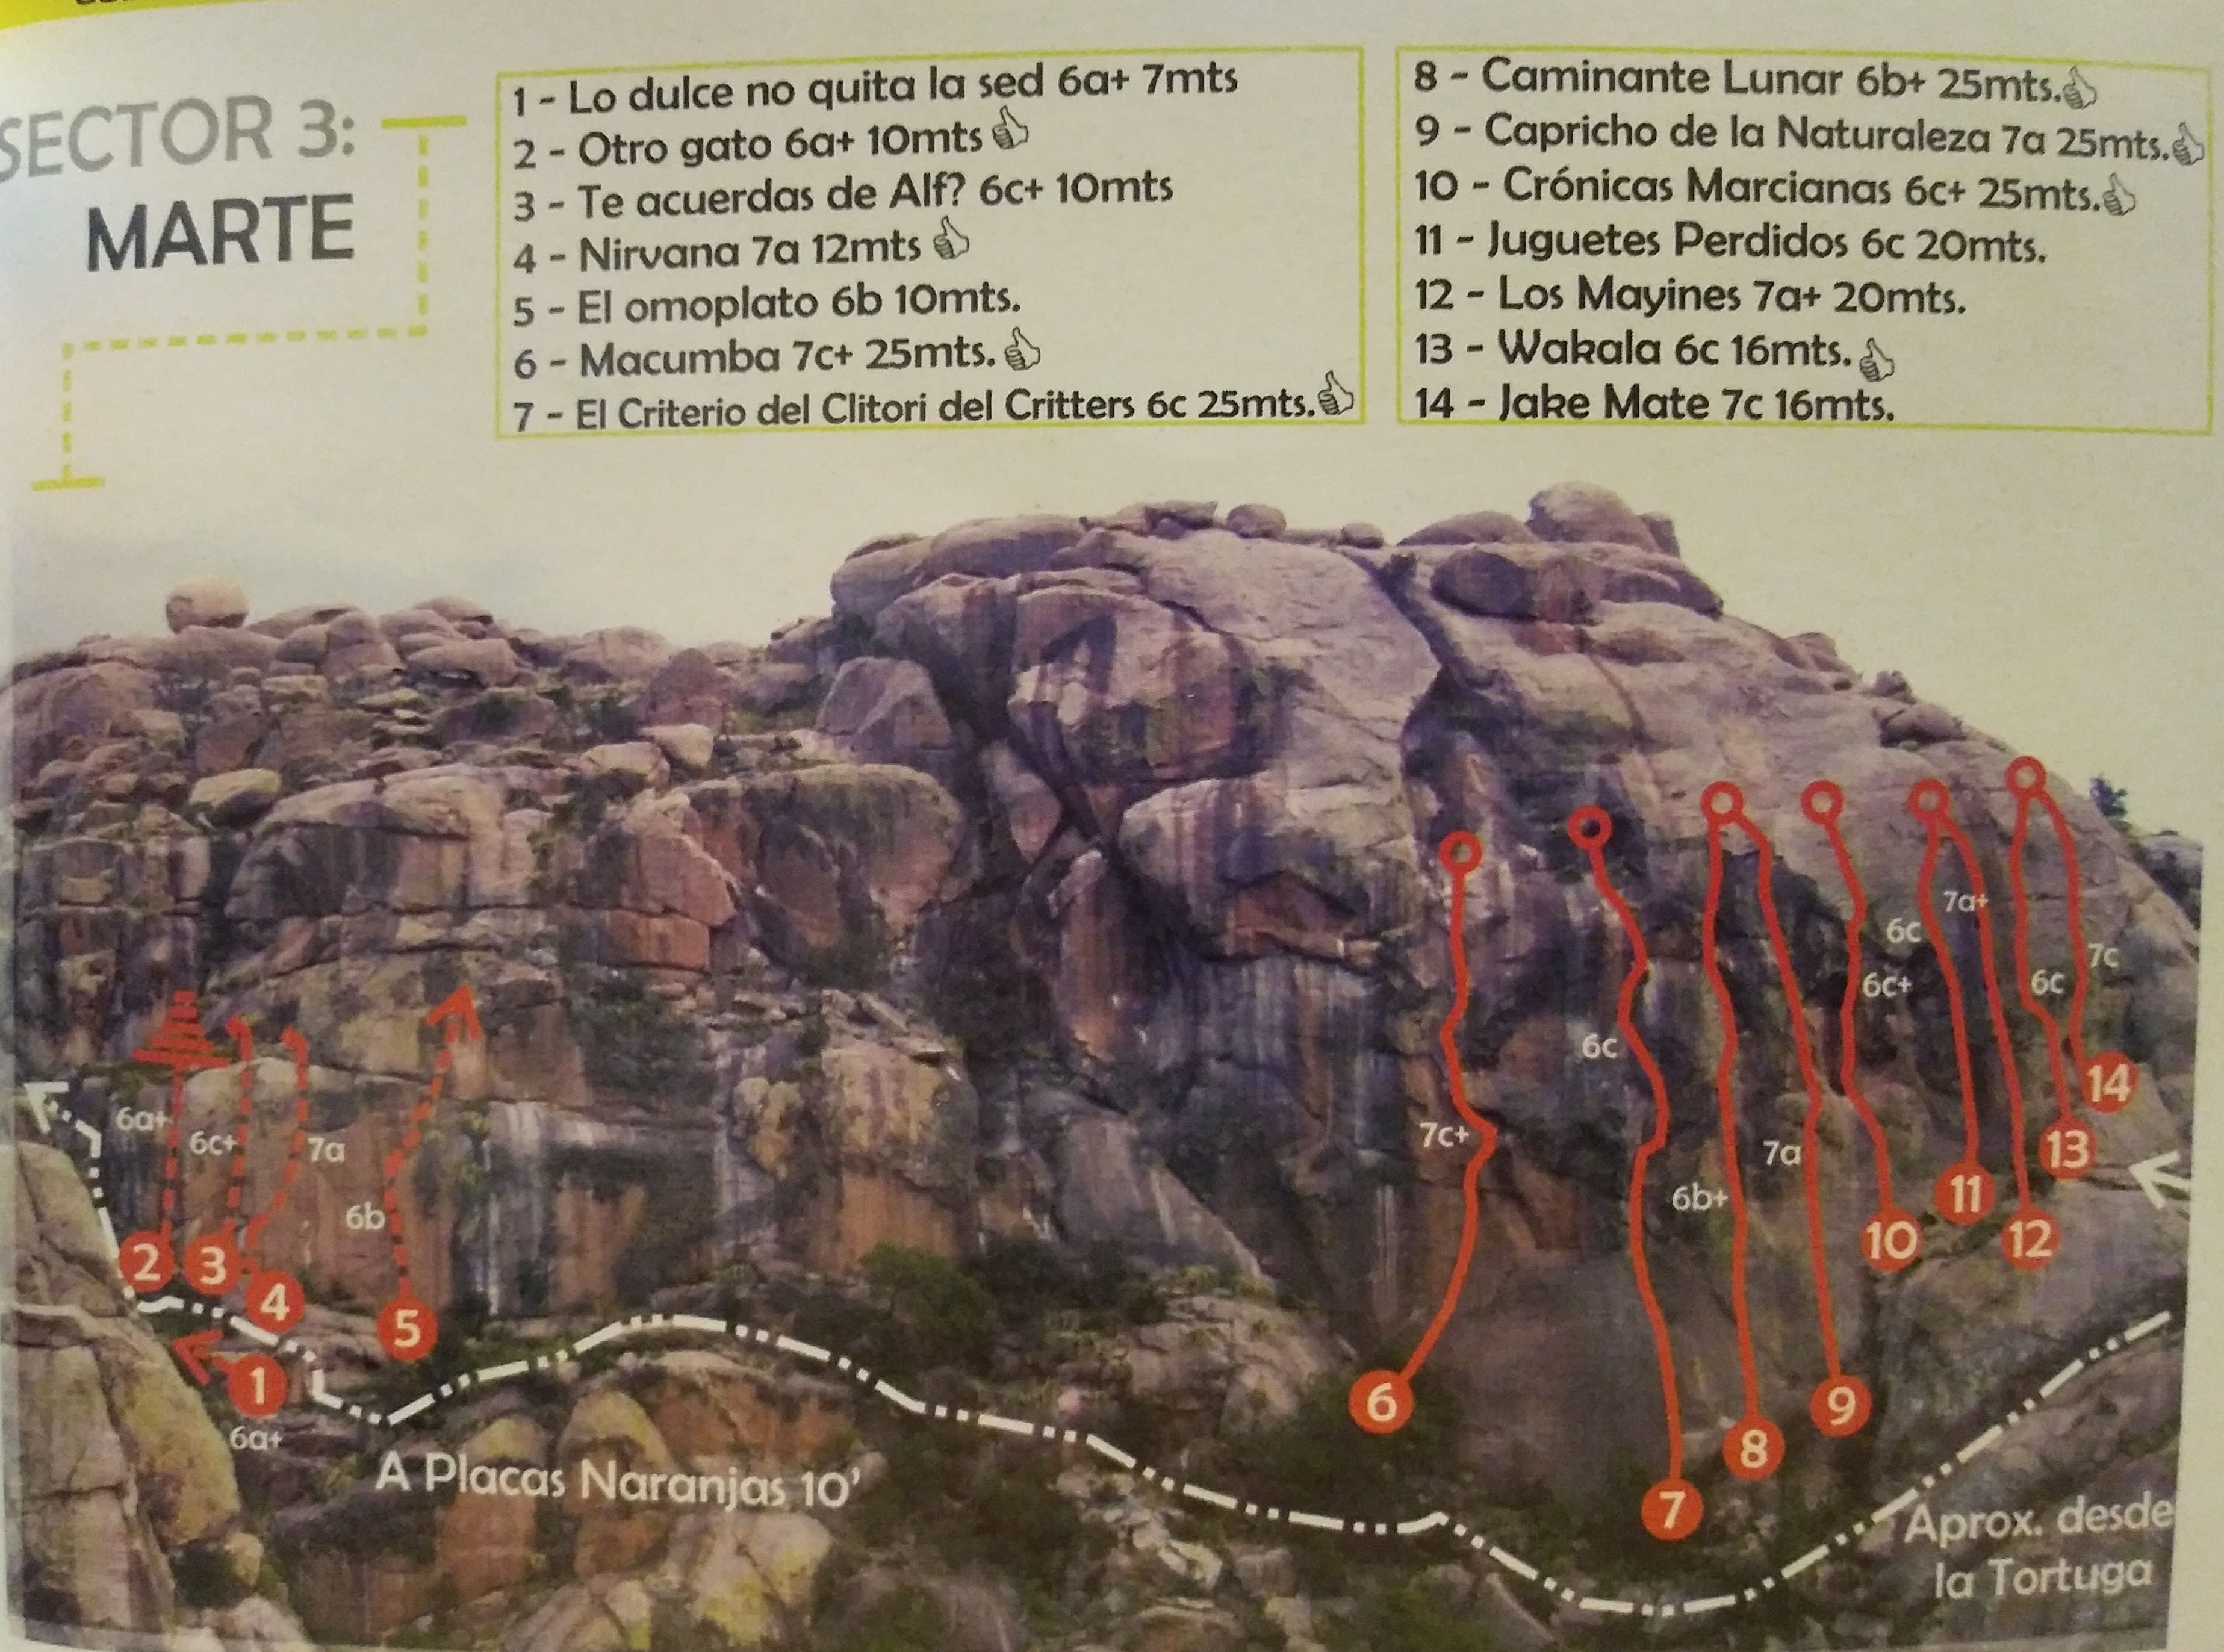 SECTOR 3:
MARTE
1 - Lo dulce no quita la sed 6a+ 7mts
2 - Otro gato 6a+ 10mts
3 - Te acuerdas de Alf? 6c+ 10mts
4 - Nirvana 7a 12mts
5 - El omoplato 6b 10mts.
6 - Macumba 7c+ 25mts.
7 - El Criterio del Clitori del Critters 6c 25mts.
8 - Caminante Lunar 6b+ 25mts.
9 - Capricho de la Naturaleza 7a 25mts.
10 - Crónicas Marcianas 6c+ 25mts.
11 - Juguetes Perdidos 6c 20mts.
12 - Los Mayines 7a+ 20mts.
13 - Wakala 6c 16mts.
14 - Jake Mate 7c 16mts.
6a+
6c+
7a
6b
2
3
4
5
1
6a+
7c+
6c
6b+
7a
6c+
6c
7a+
6c
7c
6
7
8
9
10
11
12
13
14
A Placas Naranjas 10'
Aprox. desde
la Tortuga